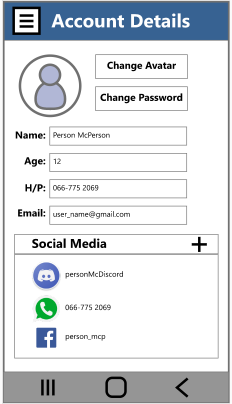 Account Details
Change Avatar
Change Password
Name: Person McPerson
Age: 12
H/P: 066-775 2069
Email: user_name@gmail.com
Social Media +
personMcDiscord
066-775 2069
person_mcp